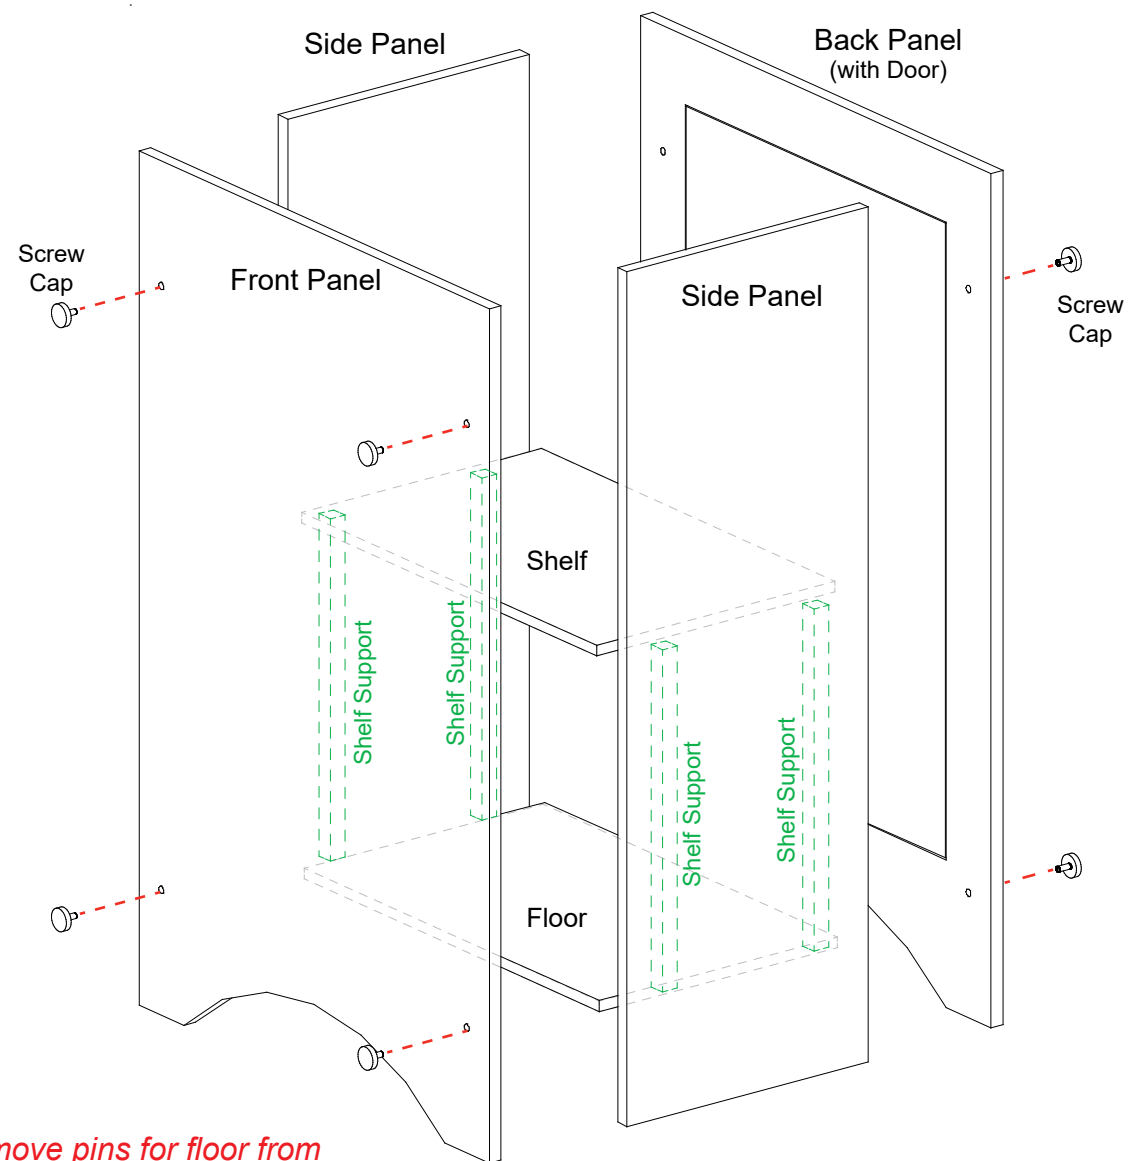 Side Panel
Back Panel
(with Door)
Screw
Cap
Front Panel
Side Panel
Screw
Cap
Shelf
Shelf Support
Shelf Support
Shelf Support
Shelf Support
Floor
move pins for floor from